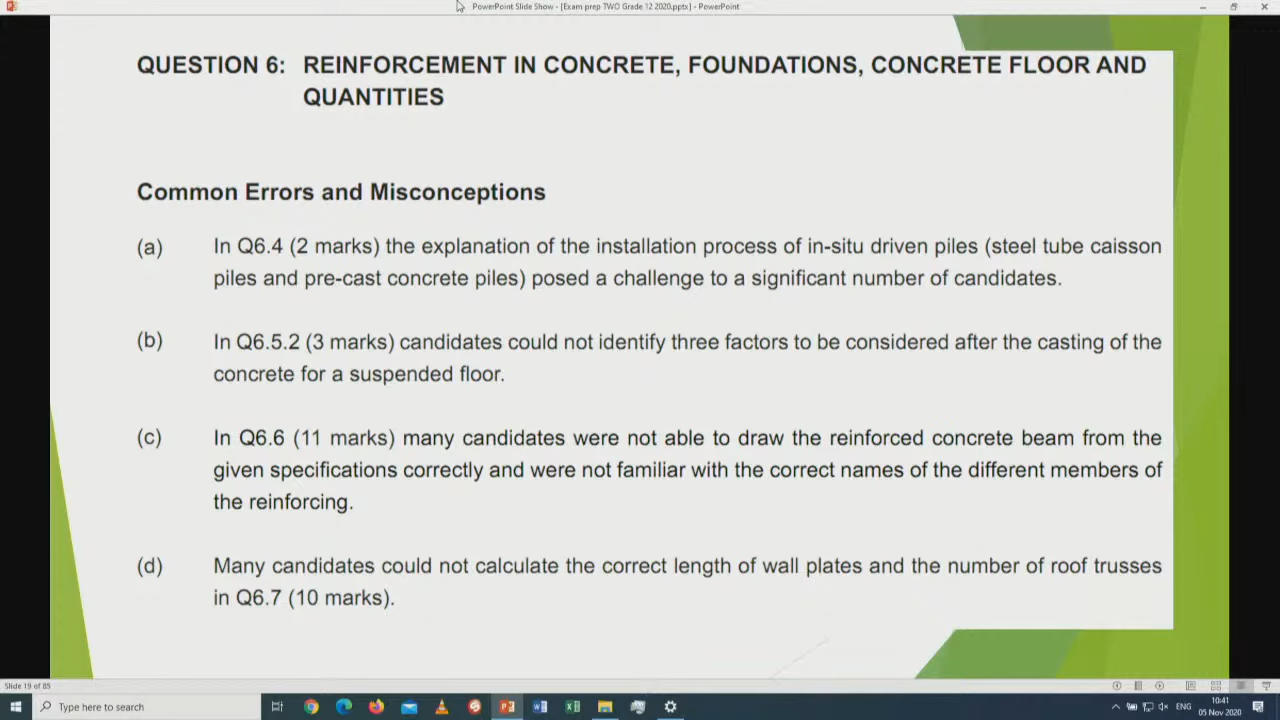 PowerPoint Slide Show - [Exam prep TWO Grade 12 2020.pptx] - PowerPoint
QUESTION 6: REINFORCEMENT IN CONCRETE, FOUNDATIONS, CONCRETE FLOOR AND
QUANTITIES
Common Errors and Misconceptions
(a) In Q6.4 (2 marks) the explanation of the installation process of in-situ driven piles (steel tube caisson
piles and pre-cast concrete piles) posed a challenge to a significant number of candidates.
(b) In Q6.5.2 (3 marks) candidates could not identify three factors to be considered after the casting of the
concrete for a suspended floor.
(c) In Q6.6 (11 marks) many candidates were not able to draw the reinforced concrete beam from the
given specifications correctly and were not familiar with the correct names of the different members of
the reinforcing.
(d) Many candidates could not calculate the correct length of wall plates and the number of roof trusses
in Q6.7 (10 marks).
Slide 19 of 85
Type here to search
ENG
10:41
05 Nov 2020